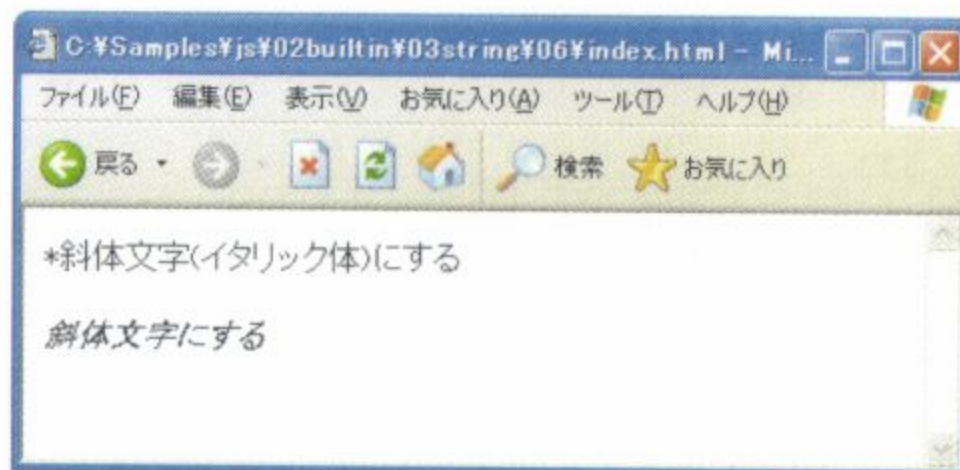 C:¥Samples¥js¥02builtin¥03string¥06¥index.html - Mi...
ファイル(F) 編集(E) 表示(V) お気に入り(A) ツール(T) ヘルプ(H)
戻る 検索 お気に入り
*斜体文字(イタリック体)にする
斜体文字にする